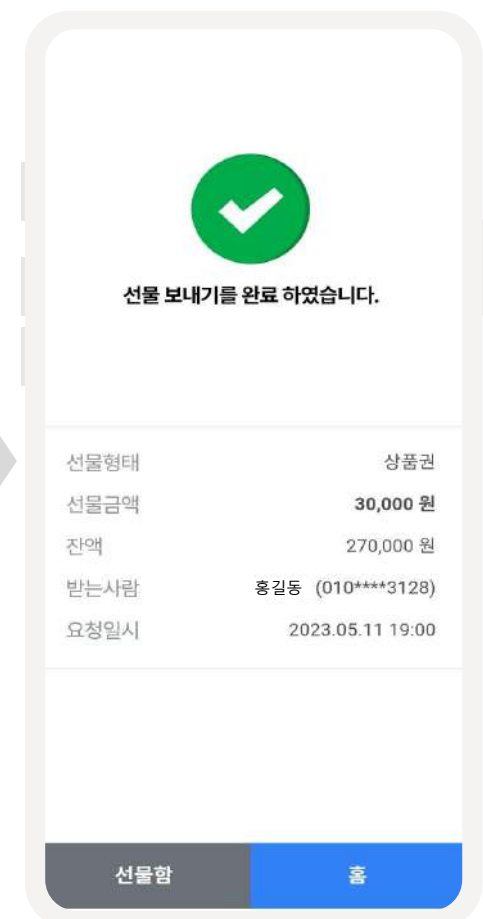 선물 보내기를 완료 하였습니다.
선물형태 상품권
선물금액 30,000 원
잔액 270,000 원
받는사람 홍길동 (010****3128)
요청일시 2023.05.11 19:00
선물함 홈